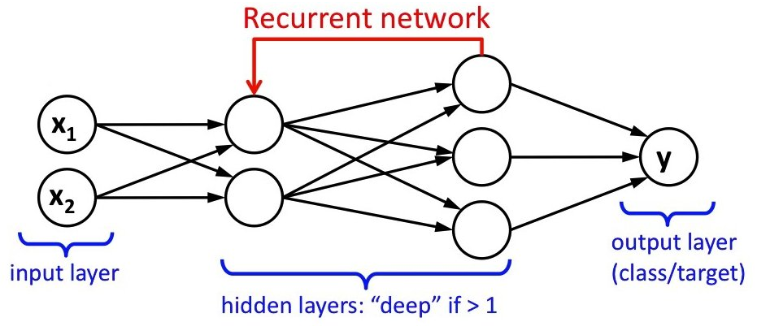 Recurrent network
x1
x2
y
input layer
hidden layers: “deep” if > 1
output layer
(class/target)